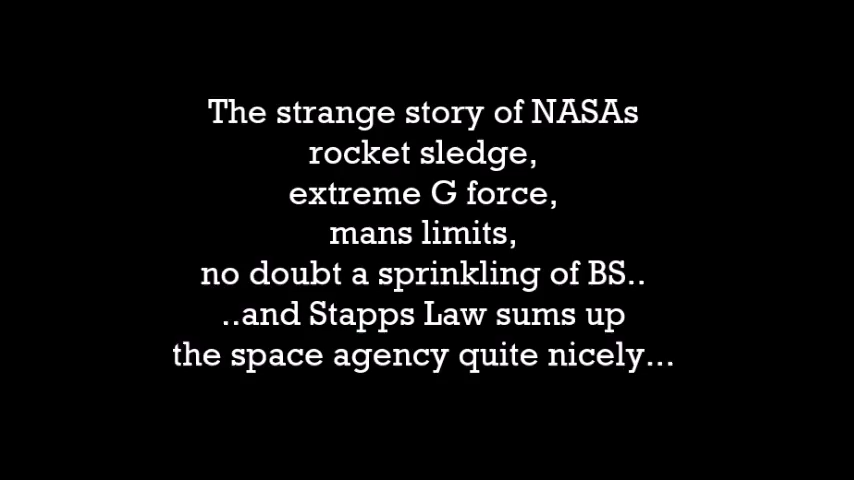 The strange story of NASAs
rocket sledge,
extreme G force,
mans limits,
no doubt a sprinkling of BS..
..and Stapps Law sums up
the space agency quite nicely...